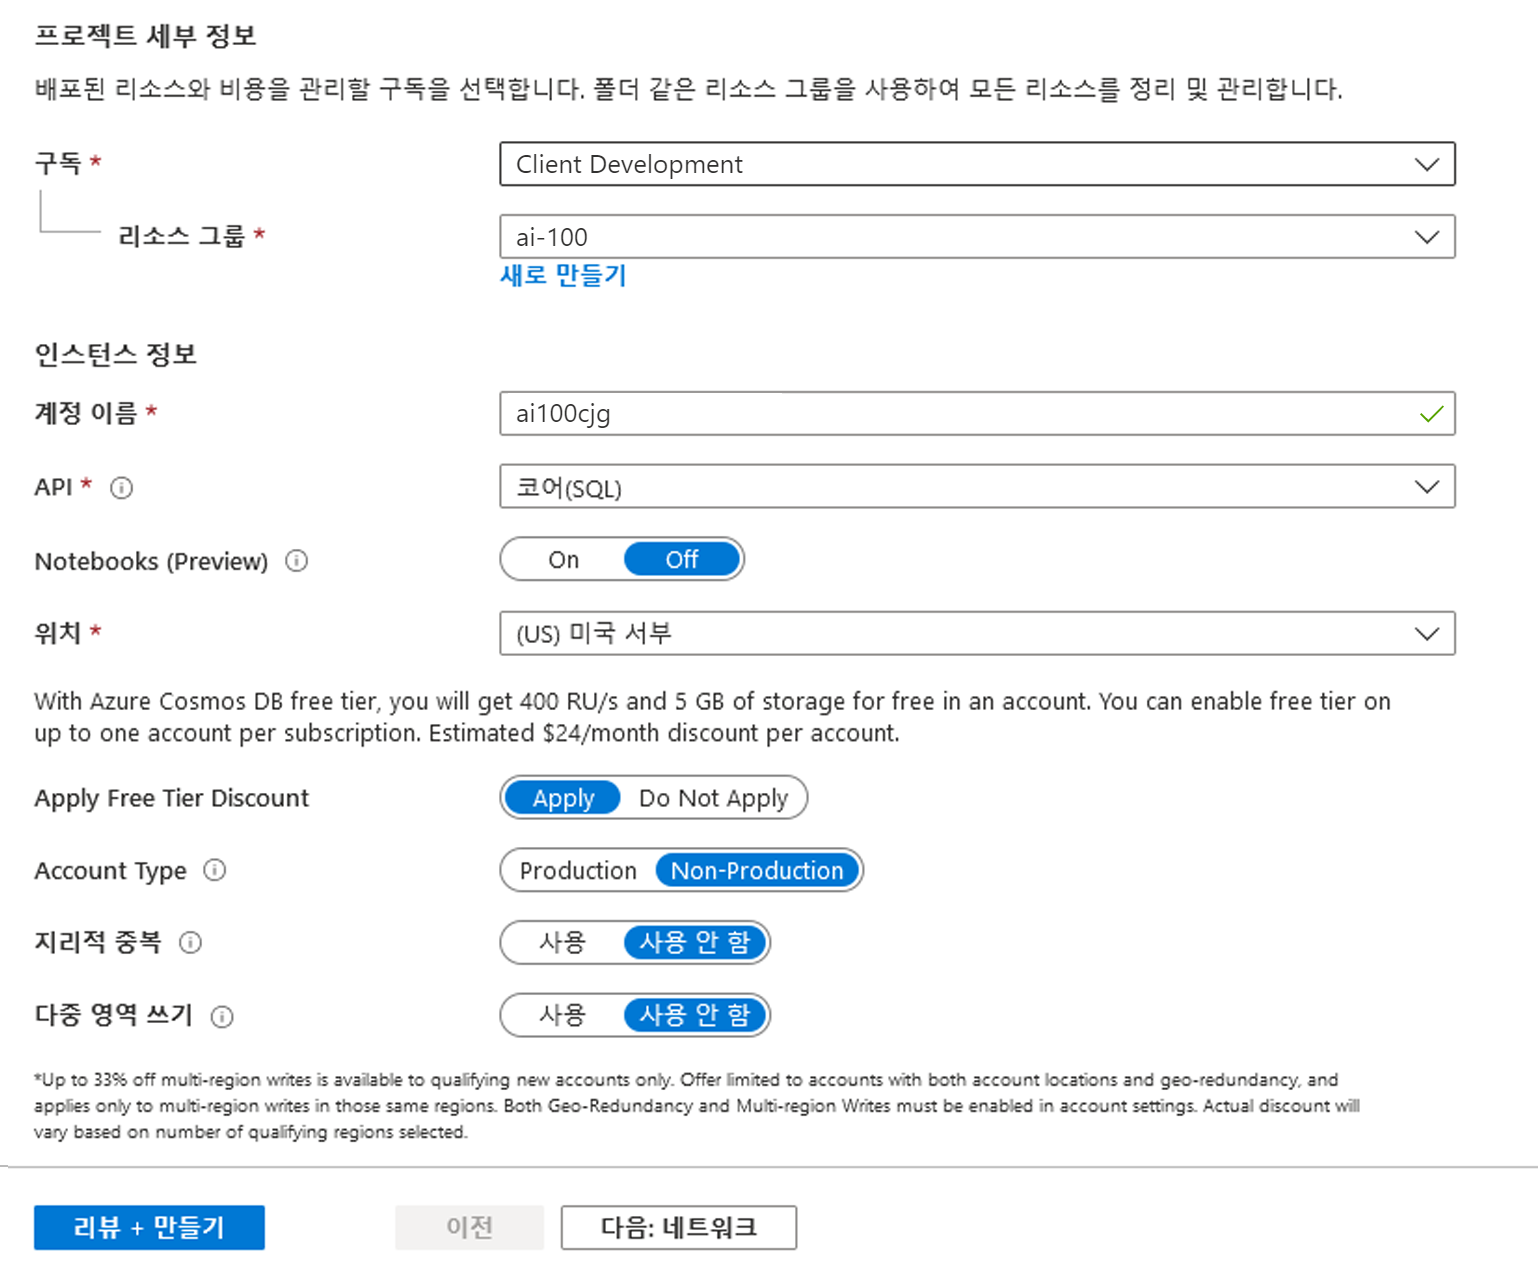 프로젝트 세부 정보
배포된 리소스와 비용을 관리할 구독을 선택합니다. 폴더 같은 리소스 그룹을 사용하여 모든 리소스를 정리 및 관리합니다.
구독 *
Client Development
리소스 그룹 *
ai-100
새로 만들기
인스턴스 정보
계정 이름 *
ai100cjg
API *
코어(SQL)
Notebooks (Preview)
On Off
위치 *
(US) 미국 서부
With Azure Cosmos DB free tier, you will get 400 RU/s and 5 GB of storage for free in an account. You can enable free tier on
up to one account per subscription. Estimated $24/month discount per account.
Apply Free Tier Discount
Apply Do Not Apply
Account Type
Production Non-Production
지리적 중복
사용 사용 안 함
다중 영역 쓰기
사용 사용 안 함
*Up to 33% off multi-region writes is available to qualifying new accounts only. Offer limited to accounts with both account locations and geo-redundancy, and
applies only to multi-region writes in those same regions. Both Geo-Redundancy and Multi-region Writes must be enabled in account settings. Actual discount will
vary based on number of qualifying regions selected.
리뷰 + 만들기
이전
다음: 네트워크